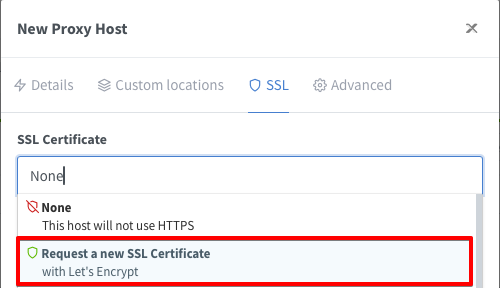 New Proxy Host
Details
Custom locations
SSL
Advanced
SSL Certificate
None
None
This host will not use HTTPS
Request a new SSL Certificate
with Let's Encrypt